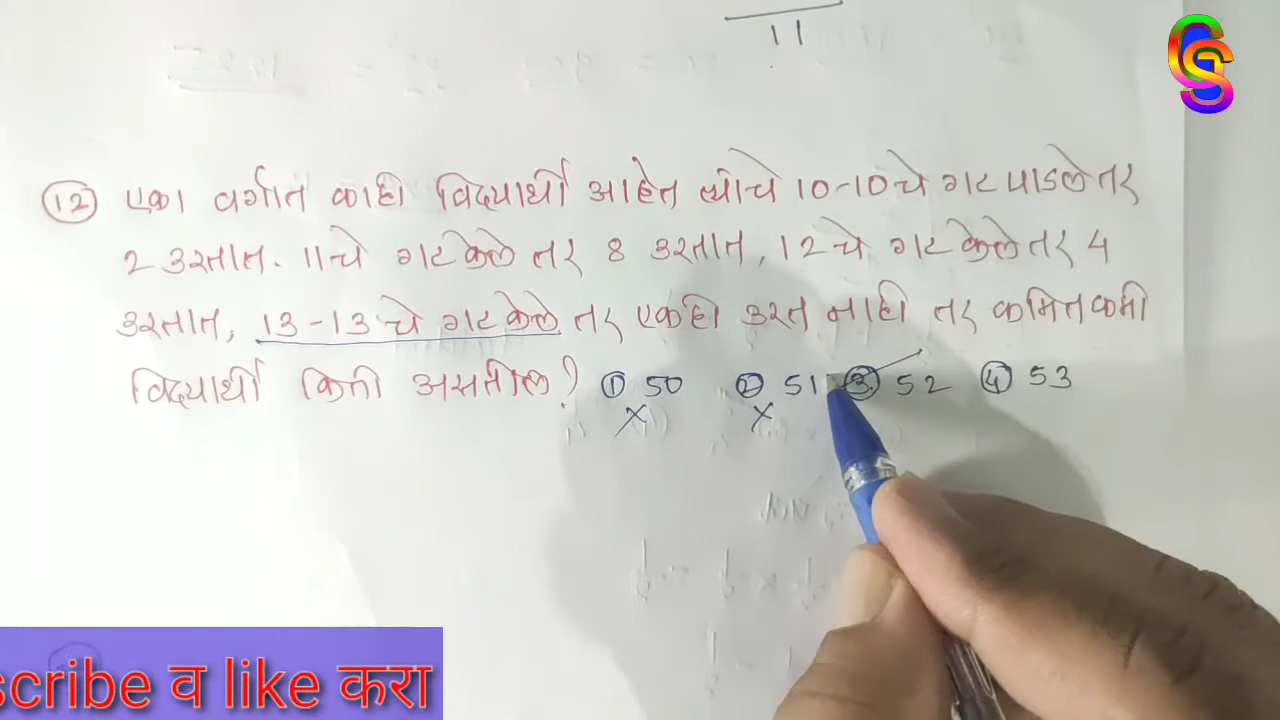 11
(12) एका वर्गात काही विद्यार्थी आहेत त्यांचे 10-10चे गट पाडले तर
2 उरतात. 11चे गट केले तर 8 उरतात, 12चे गट केले तर 4
उरतात, 13-13चे गट केले तर एकही उरत नाही तर कमितकमी
विद्यार्थी किती असतील? (1) 50 (2) 51 (3) 52 (4) 53
x x
scribe व like करा